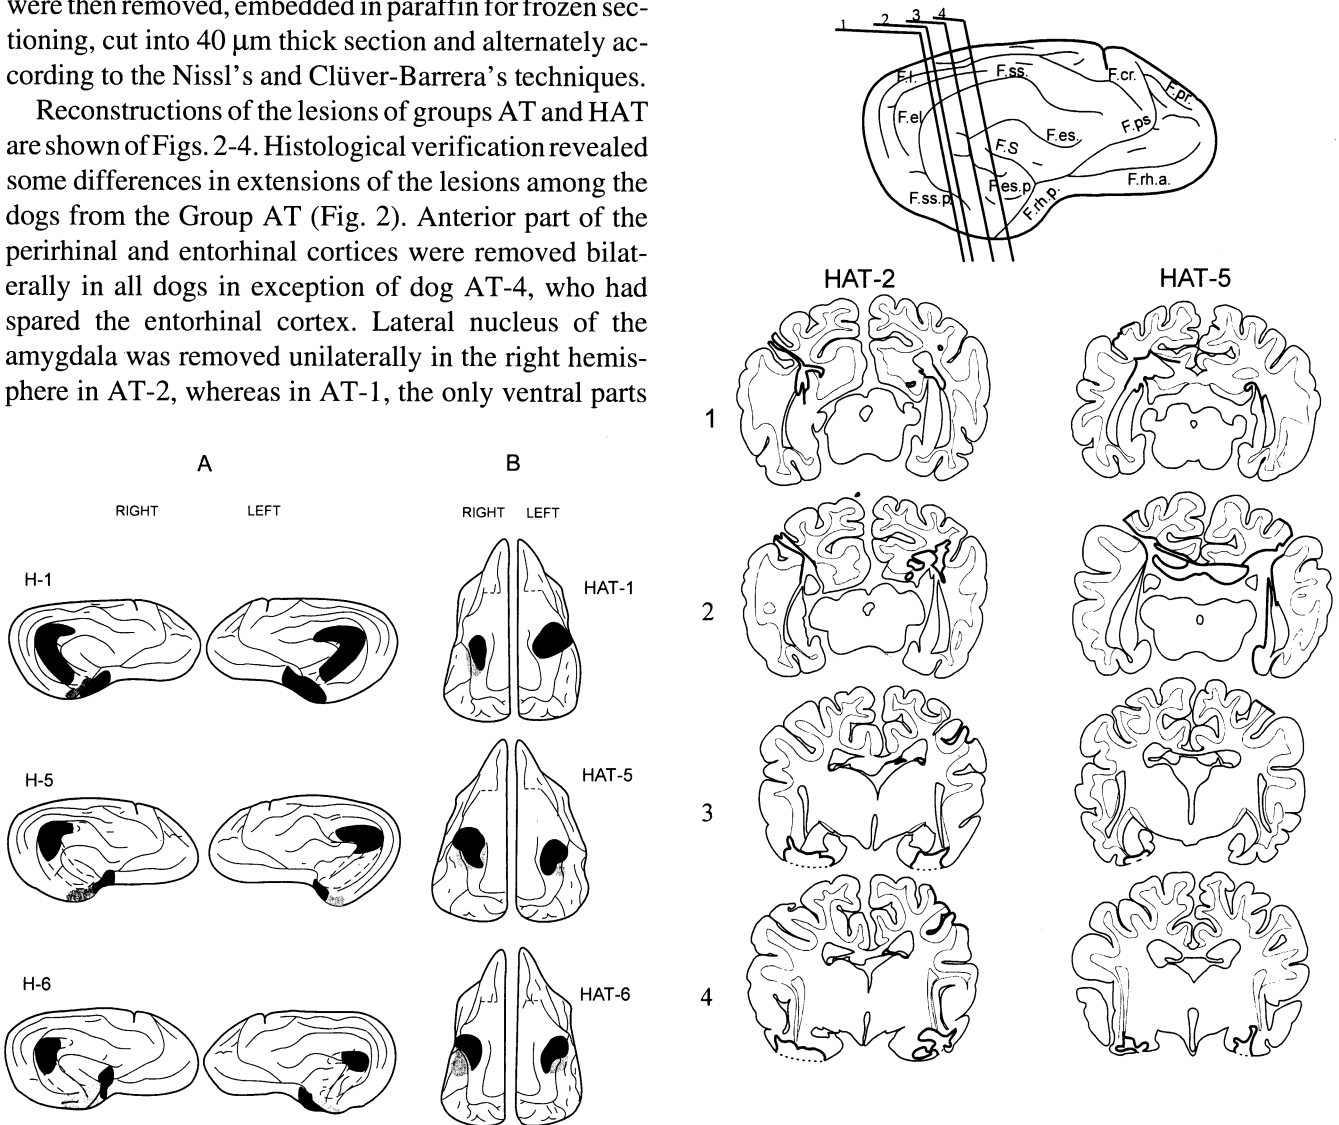 were then removed, embedded in paraffin for frozen sec-
tioning, cut into 40 μm thick section and alternately ac-
cording to the Nissl's and Clüver-Barrera's techniques.
Reconstructions of the lesions of groups AT and HAT
are shown of Figs. 2-4. Histological verification revealed
some differences in extensions of the lesions among the
dogs from the Group AT (Fig. 2). Anterior part of the
perirhinal and entorhinal cortices were removed bilat-
erally in all dogs in exception of dog AT-4, who had
spared the entorhinal cortex. Lateral nucleus of the
amygdala was removed unilaterally in the right hemis-
phere in AT-2, whereas in AT-1, the only ventral parts
A
B
RIGHT LEFT
RIGHT LEFT
H-1
HAT-1
H-5
HAT-5
H-6
HAT-6
1 2 3 4
F.l.
F.ss.
F.cr.
F.pr.
F.el
F.ps
F.es.
F.S
F.ss.p
F.es.p
F.rh.p.
F.rh.a.
HAT-2
HAT-5
1
2
3
4